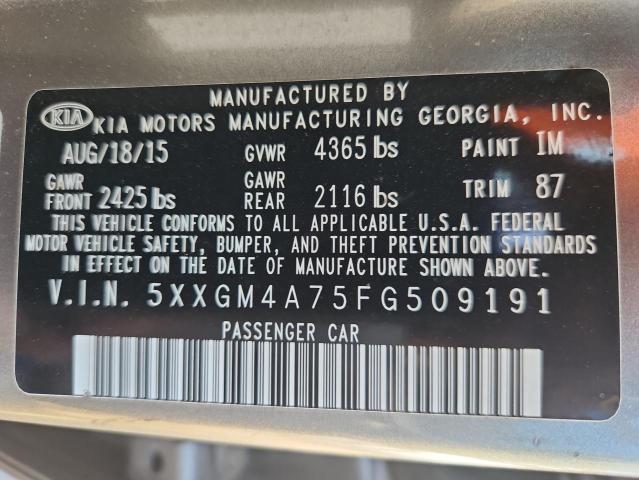 MANUFACTURED BY
KIA KIA MOTORS MANUFACTURING GEORGIA, INC.
AUG/18/15 GVWR 4365 lbs PAINT IM
GAWR FRONT 2425 lbs GAWR REAR 2116 lbs TRIM 87
THIS VEHICLE CONFORMS TO ALL APPLICABLE U.S.A. FEDERAL
MOTOR VEHICLE SAFETY, BUMPER, AND THEFT PREVENTION STANDARDS
IN EFFECT ON THE DATE OF MANUFACTURE SHOWN ABOVE.
V.I.N. 5XXGM4A75FG509191
PASSENGER CAR